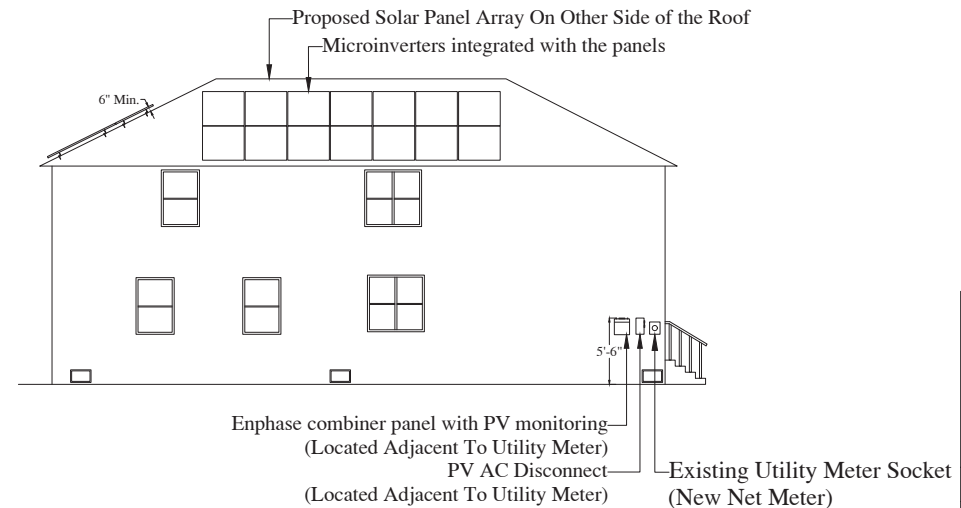 Proposed Solar Panel Array On Other Side of the Roof
Microinverters integrated with the panels
6" Min.
5'-6"
Enphase combiner panel with PV monitoring
(Located Adjacent To Utility Meter)
PV AC Disconnect
(Located Adjacent To Utility Meter)
Existing Utility Meter Socket
(New Net Meter)